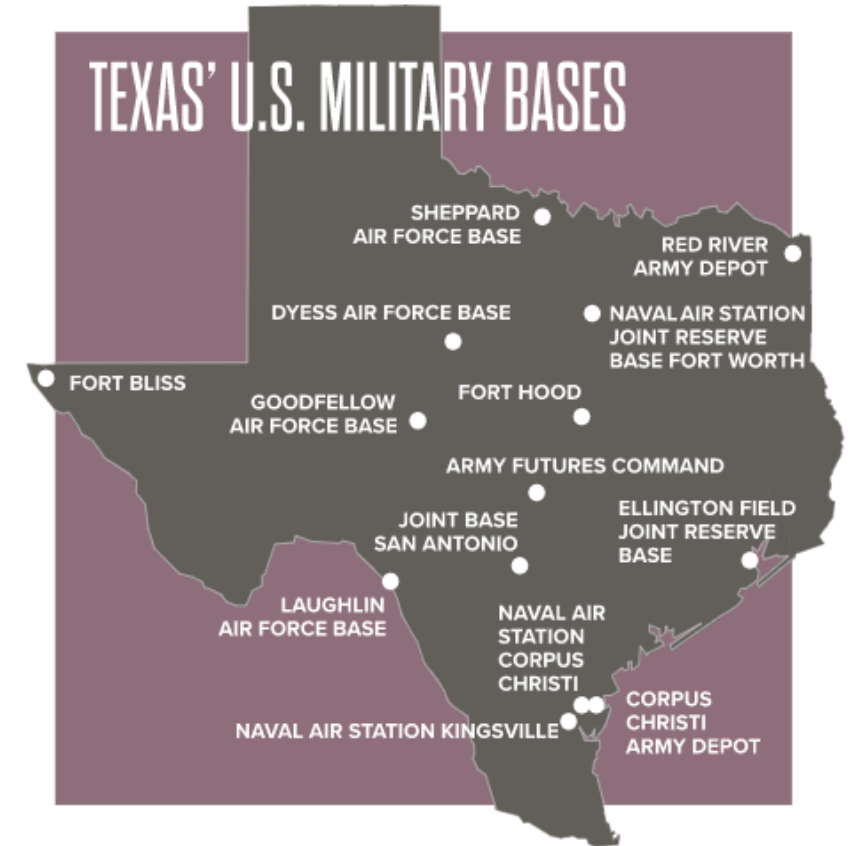 TEXAS’ U.S. MILITARY BASES
SHEPPARD
AIR FORCE BASE
RED RIVER
ARMY DEPOT
DYESS AIR FORCE BASE
NAVAL AIR STATION
JOINT RESERVE
BASE FORT WORTH
FORT BLISS
GOODFELLOW
AIR FORCE BASE
FORT HOOD
ARMY FUTURES COMMAND
JOINT BASE
SAN ANTONIO
ELLINGTON FIELD
JOINT RESERVE
BASE
LAUGHLIN
AIR FORCE BASE
NAVAL AIR
STATION
CORPUS
CHRISTI
CORPUS
CHRISTI
ARMY DEPOT
NAVAL AIR STATION KINGSVILLE